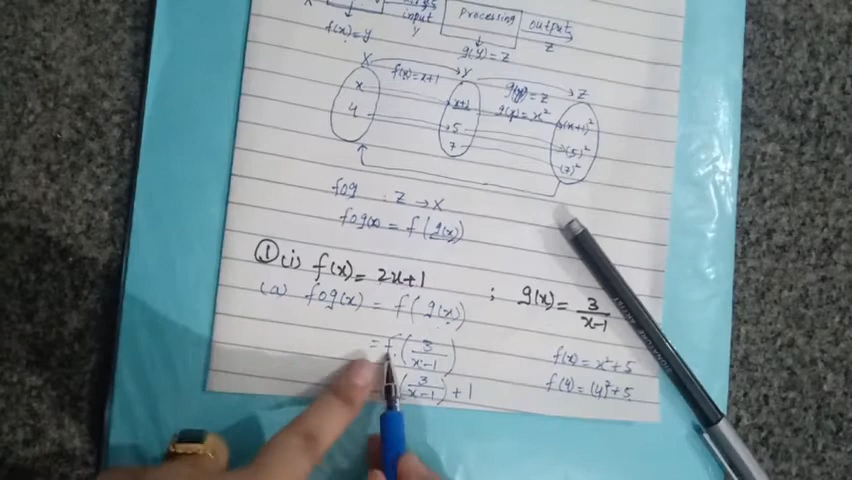 input
Processing
output
f(x)=y
y
z
g(y)=z
X
f(x)=x+1
Y
g(y)=z
Z
x
x+1
g(x)=x²
(x+1)²
4
5
(5)²
7
(7)²
fog : Z → X
fog(x) = f(g(x))
① (i) f(x)= 2x+1 ; g(x)= 3/(x-1)
(a) fog(x) = f(g(x))
= f(3/(x-1))
f(x)=x²+5
(3/(x-1)) + 1
f(4)=(4)²+5